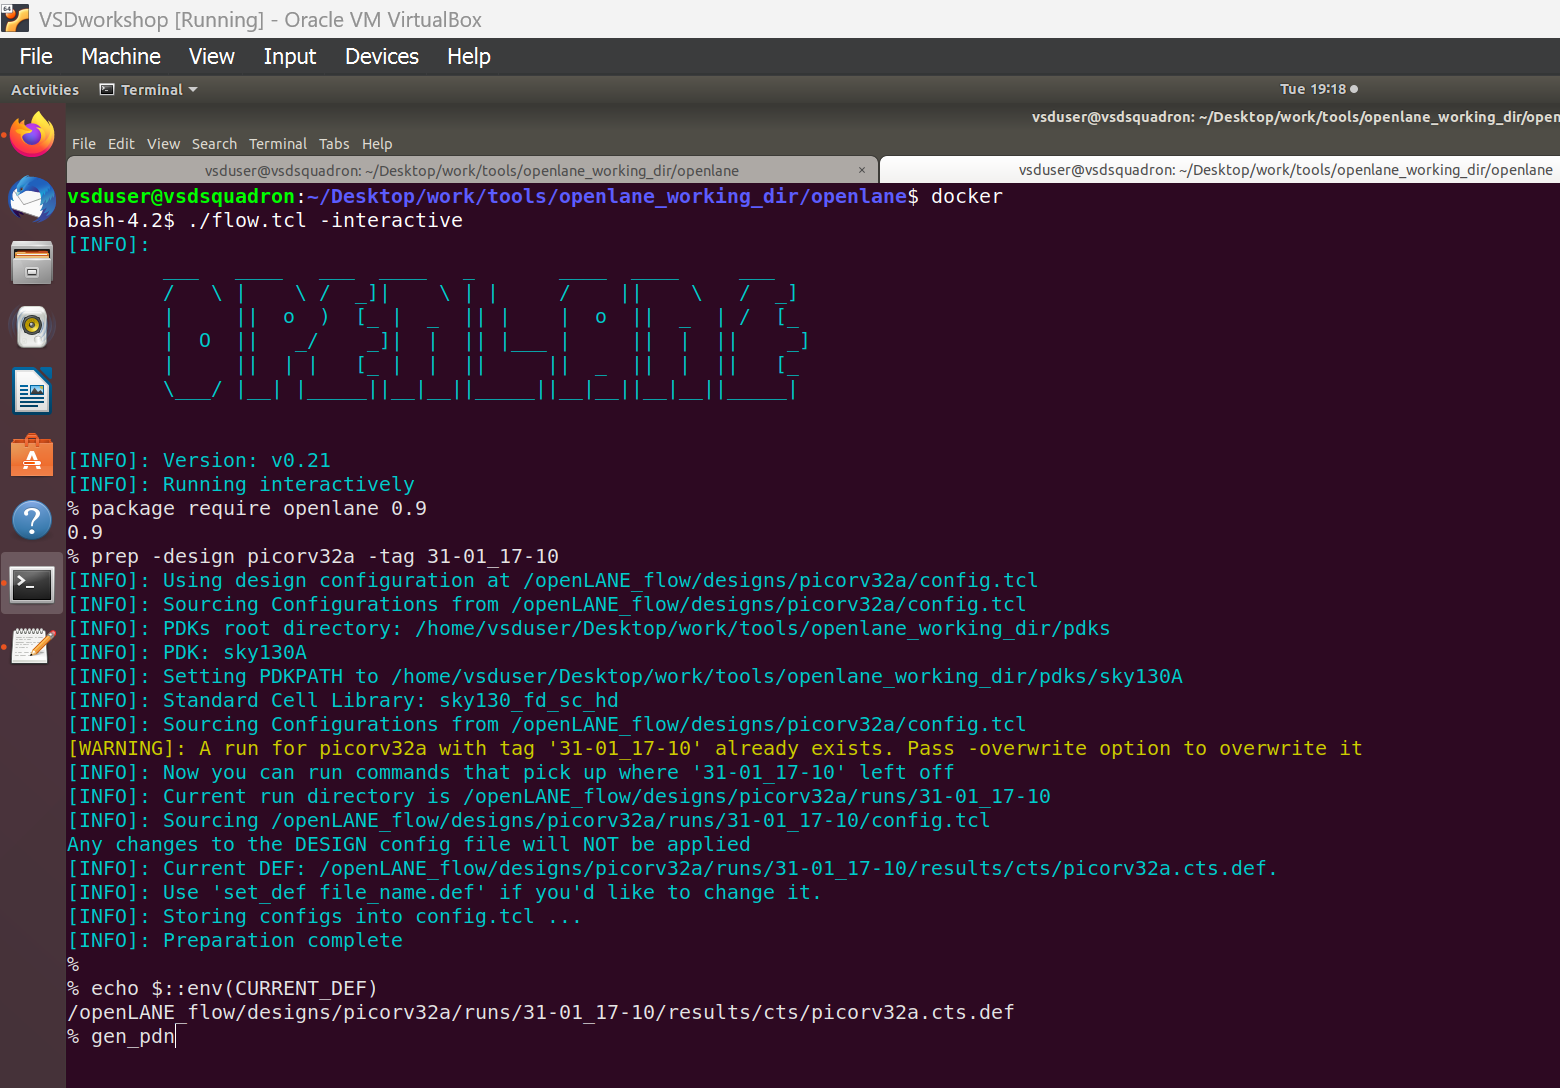 VSDworkshop [Running] - Oracle VM VirtualBox
File Machine View Input Devices Help
Activities Terminal Tue 19:18
vsduser@vsdsquadron: ~/Desktop/work/tools/openlane_working_dir/open
File Edit View Search Terminal Tabs Help
vsduser@vsdsquadron: ~/Desktop/work/tools/openlane_working_dir/openlane × vsduser@vsdsquadron: ~/Desktop/work/tools/openlane_working_dir/openlane
vsduser@vsdsquadron:~/Desktop/work/tools/openlane_working_dir/openlane$ docker
bash-4.2$ ./flow.tcl -interactive
[INFO]:
OPENLANE
[INFO]: Version: v0.21
[INFO]: Running interactively
% package require openlane 0.9
0.9
% prep -design picorv32a -tag 31-01_17-10
[INFO]: Using design configuration at /openLANE_flow/designs/picorv32a/config.tcl
[INFO]: Sourcing Configurations from /openLANE_flow/designs/picorv32a/config.tcl
[INFO]: PDKs root directory: /home/vsduser/Desktop/work/tools/openlane_working_dir/pdks
[INFO]: PDK: sky130A
[INFO]: Setting PDKPATH to /home/vsduser/Desktop/work/tools/openlane_working_dir/pdks/sky130A
[INFO]: Standard Cell Library: sky130_fd_sc_hd
[INFO]: Sourcing Configurations from /openLANE_flow/designs/picorv32a/config.tcl
[WARNING]: A run for picorv32a with tag '31-01_17-10' already exists. Pass -overwrite option to overwrite it
[INFO]: Now you can run commands that pick up where '31-01_17-10' left off
[INFO]: Current run directory is /openLANE_flow/designs/picorv32a/runs/31-01_17-10
[INFO]: Sourcing /openLANE_flow/designs/picorv32a/runs/31-01_17-10/config.tcl
Any changes to the DESIGN config file will NOT be applied
[INFO]: Current DEF: /openLANE_flow/designs/picorv32a/runs/31-01_17-10/results/cts/picorv32a.cts.def.
[INFO]: Use 'set_def file_name.def' if you'd like to change it.
[INFO]: Storing configs into config.tcl ...
[INFO]: Preparation complete
%
% echo $::env(CURRENT_DEF)
/openLANE_flow/designs/picorv32a/runs/31-01_17-10/results/cts/picorv32a.cts.def
% gen_pdn